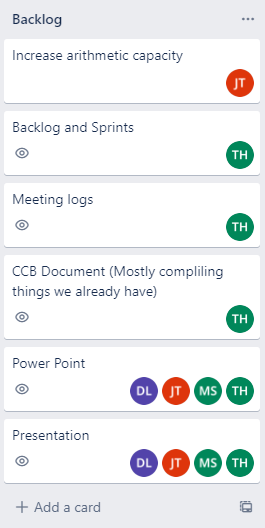 Backlog
Increase arithmetic capacity
JT
Backlog and Sprints
TH
Meeting logs
TH
CCB Document (Mostly compliling
things we already have)
TH
Power Point
DL JT MS TH
Presentation
DL JT MS TH
Add a card